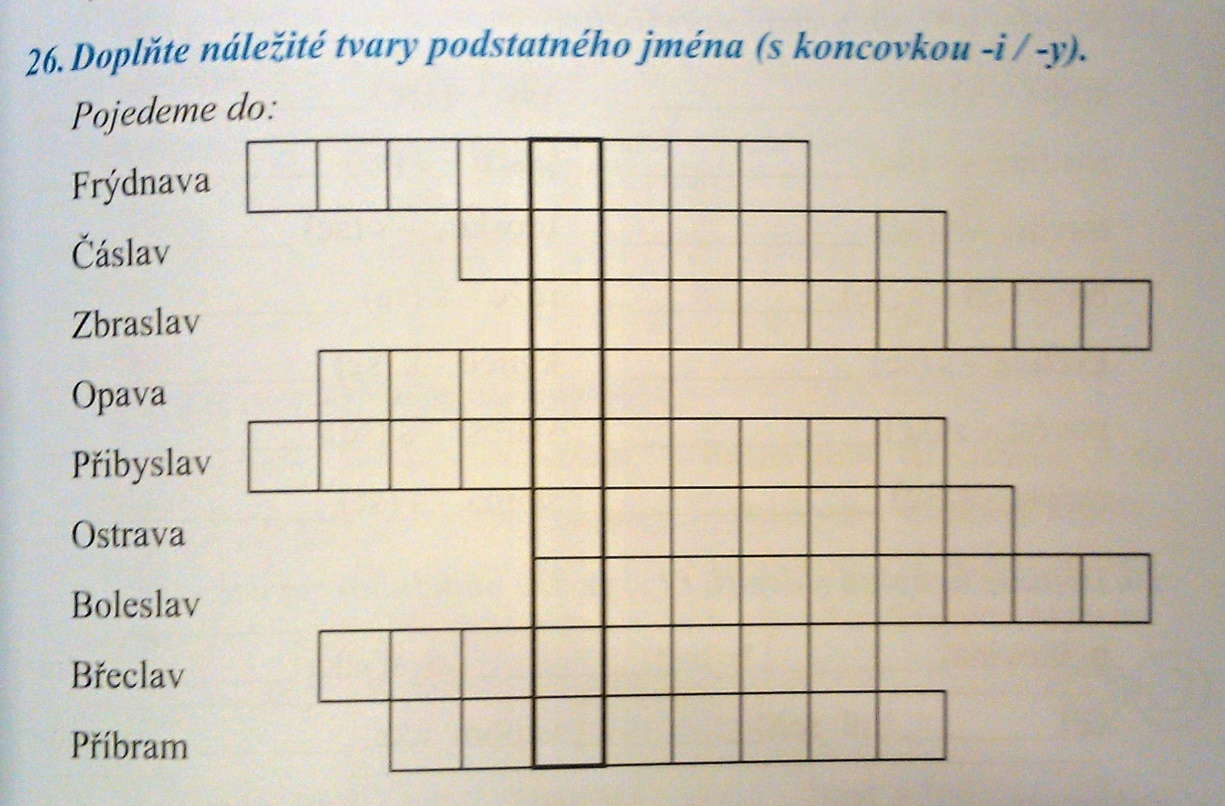 26. Doplňte náležité tvary podstatného jména (s koncovkou -i / -y).
Pojedeme do:
Frýdnava
Čáslav
Zbraslav
Opava
Přibyslav
Ostrava
Boleslav
Břeclav
Příbram